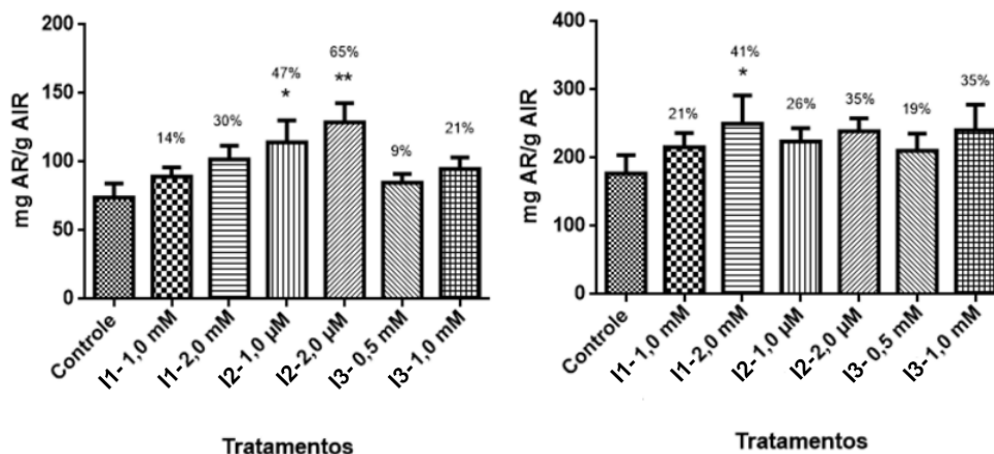 mg AR/g AIR
200
150
100
50
0
14%
30%
47%
*
65%
**
9%
21%
Controle
I1- 1,0 mM
I1- 2,0 mM
I2- 1,0 µM
I2- 2,0 µM
I3- 0,5 mM
I3- 1,0 mM
Tratamentos
mg AR/g AIR
400
300
200
100
0
21%
41%
*
26%
35%
19%
35%
Controle
I1- 1,0 mM
I1- 2,0 mM
I2- 1,0 µM
I2- 2,0 µM
I3- 0,5 mM
I3- 1,0 mM
Tratamentos